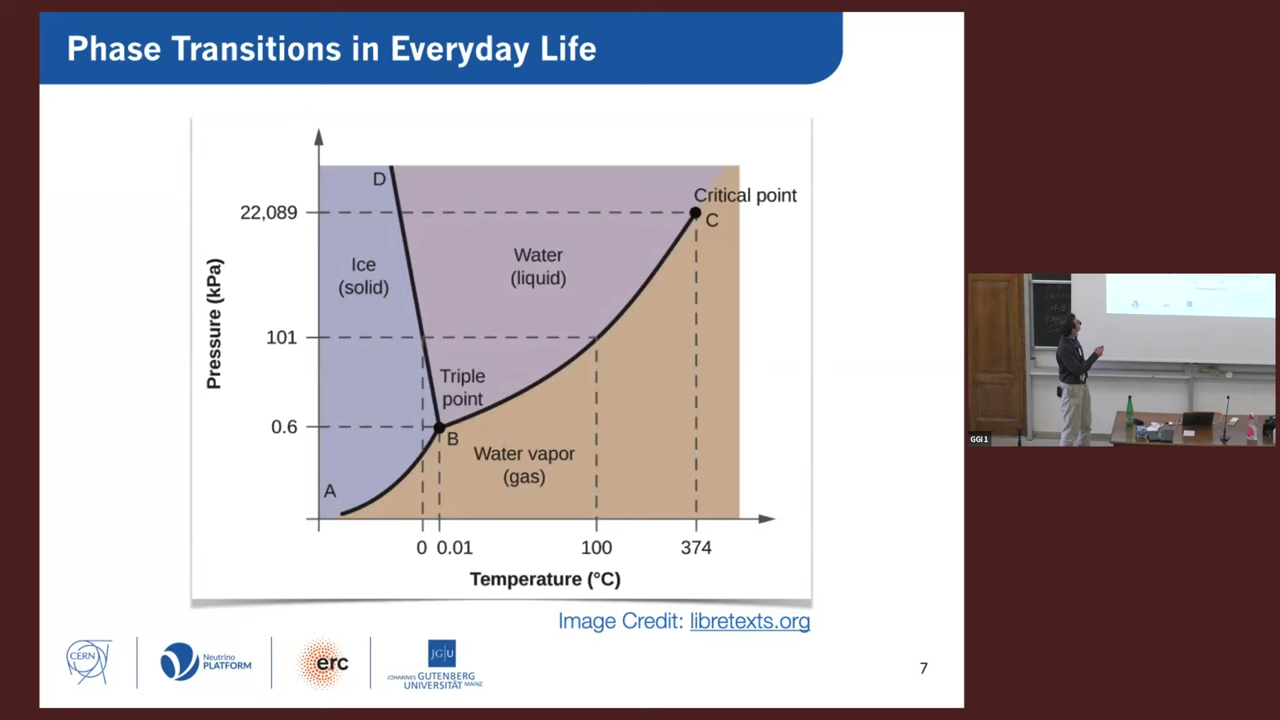 Phase Transitions in Everyday Life
D
Critical point
22,089
C
Water
(liquid)
Ice
(solid)
Pressure (kPa)
101
Triple
point
0.6
B
Water vapor
(gas)
A
0 0.01 100 374
Temperature (°C)
Image Credit: libretexts.org
CERN
Neutrino
PLATFORM
erc
JG|U
JOHANNES GUTENBERG
UNIVERSITÄT MAINZ
7
GGI 1